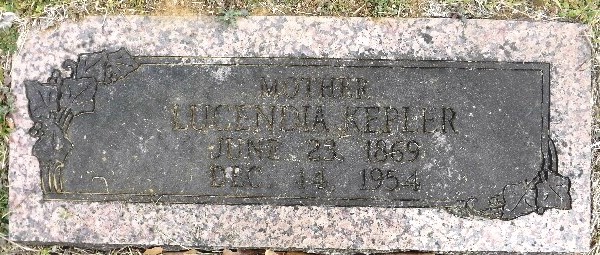 MOTHER
LUCENDIA KEPLER
JUNE 23, 1869
DEC. 14, 1954